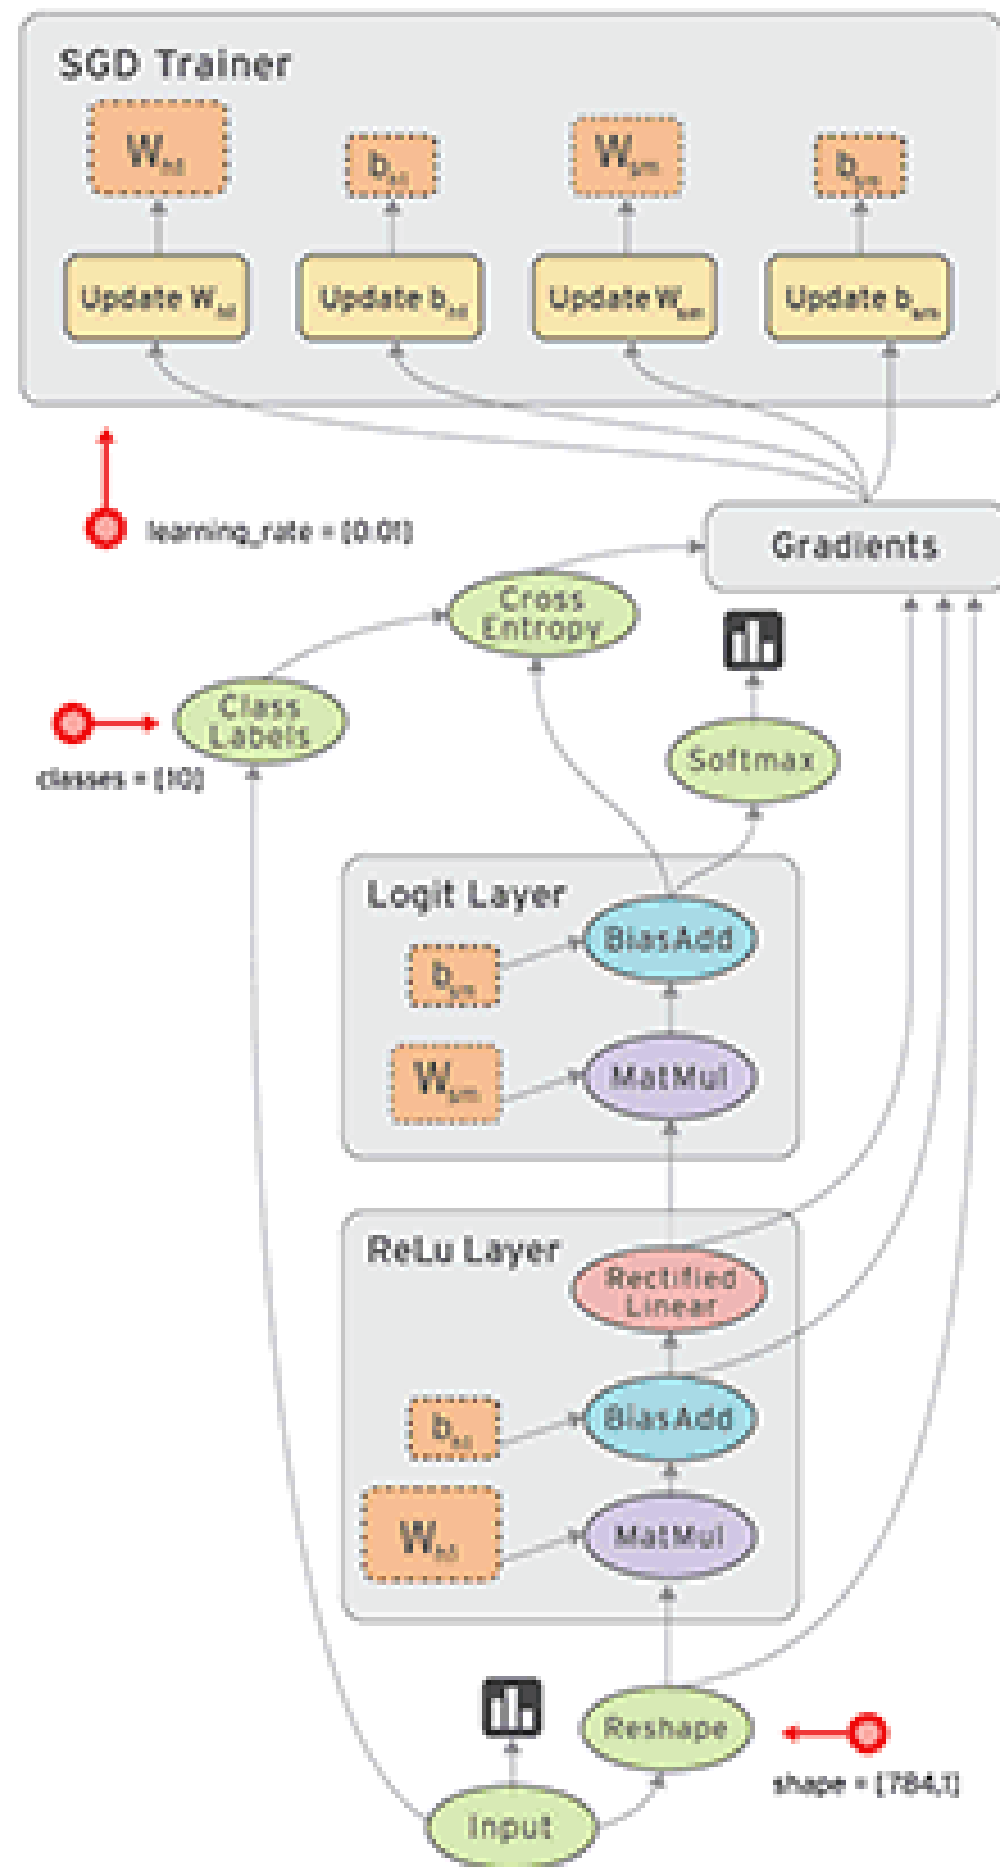 SGD Trainer
W
b
W
b
Update W
Update b
Update W
Update b
learning_rate = [0.01]
Gradients
Cross
Entropy
Class
Labels
classes = [10]
Softmax
Logit Layer
BiasAdd
b
W
MatMul
ReLu Layer
Rectified
Linear
BiasAdd
b
W
MatMul
Reshape
shape = [784,1]
Input